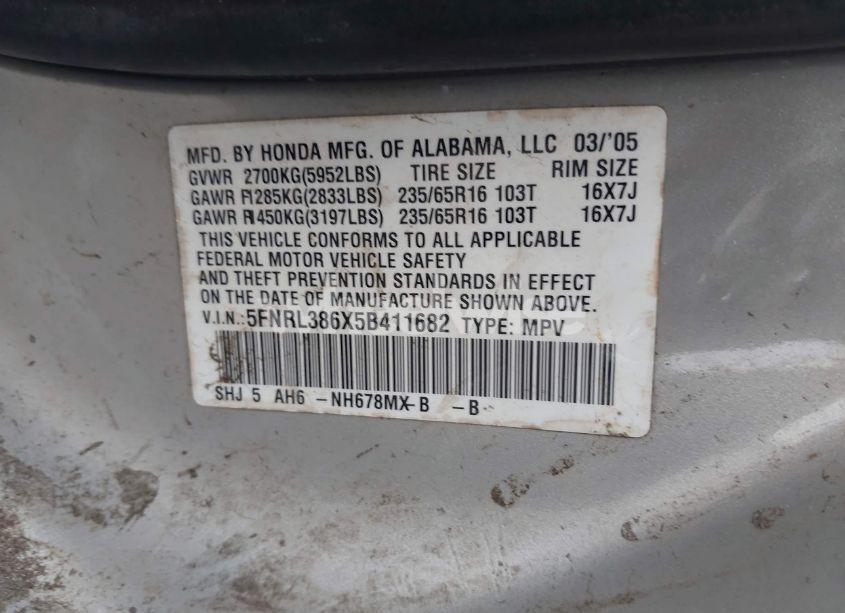 MFD. BY HONDA MFG. OF ALABAMA, LLC 03/'05
GVWR 2700KG(5952LBS) TIRE SIZE RIM SIZE
GAWR F1285KG(2833LBS) 235/65R16 103T 16X7J
GAWR R1450KG(3197LBS) 235/65R16 103T 16X7J
THIS VEHICLE CONFORMS TO ALL APPLICABLE
FEDERAL MOTOR VEHICLE SAFETY
AND THEFT PREVENTION STANDARDS IN EFFECT
ON THE DATE OF MANUFACTURE SHOWN ABOVE.
V.I.N.:5FNRL386X5B411682 TYPE: MPV
SHJ 5 AH6 -NH678MX-B -B